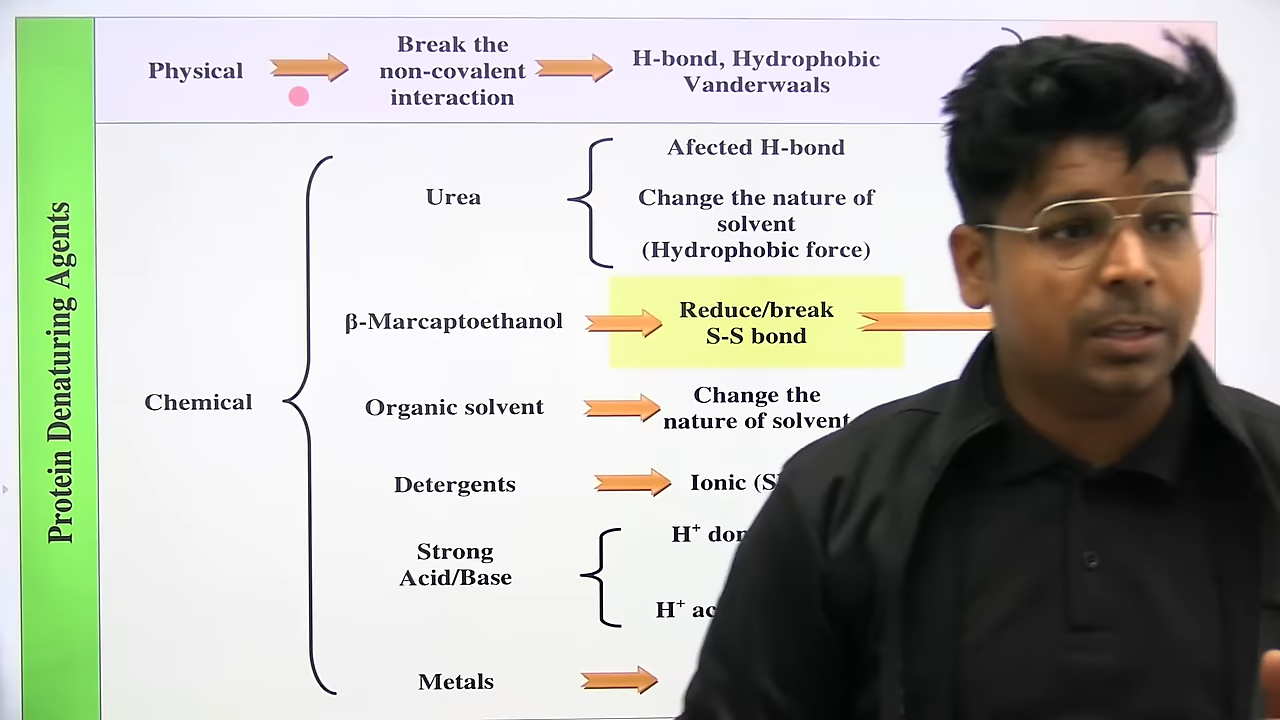 Protein Denaturing Agents
Physical
Break the
non-covalent
interaction
H-bond, Hydrophobic
Vanderwaals
Chemical
Urea
Afected H-bond
Change the nature of
solvent
(Hydrophobic force)
β-Marcaptoethanol
Reduce/break
S-S bond
Organic solvent
Change the
nature of solvent
Detergents
Ionic
Strong
Acid/Base
H⁺
H⁺
Metals